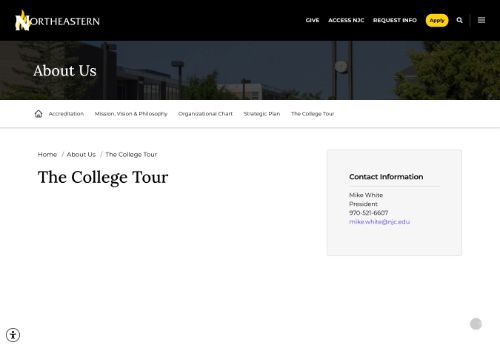 NORTHEASTERN
GIVE ACCESS NJC REQUEST INFO Apply
About Us
Accreditation Mission, Vision & Philosophy Organizational Chart Strategic Plan The College Tour
Home / About Us / The College Tour
The College Tour
Contact Information
Mike White
President
970-521-6607
mike.white@njc.edu